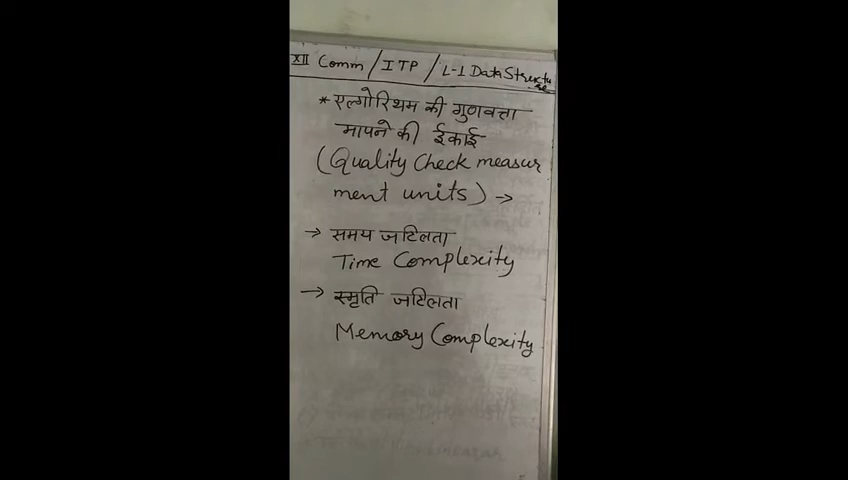 XII Comm / ITP / L-1 Data Structu
re
* एल्गोरिथम की गुणवत्ता
मापने की ईकाई
(Quality Check measur
ment units) →
→ समय जटिलता
Time Complexity
→ स्मृति जटिलता
Memory Complexity